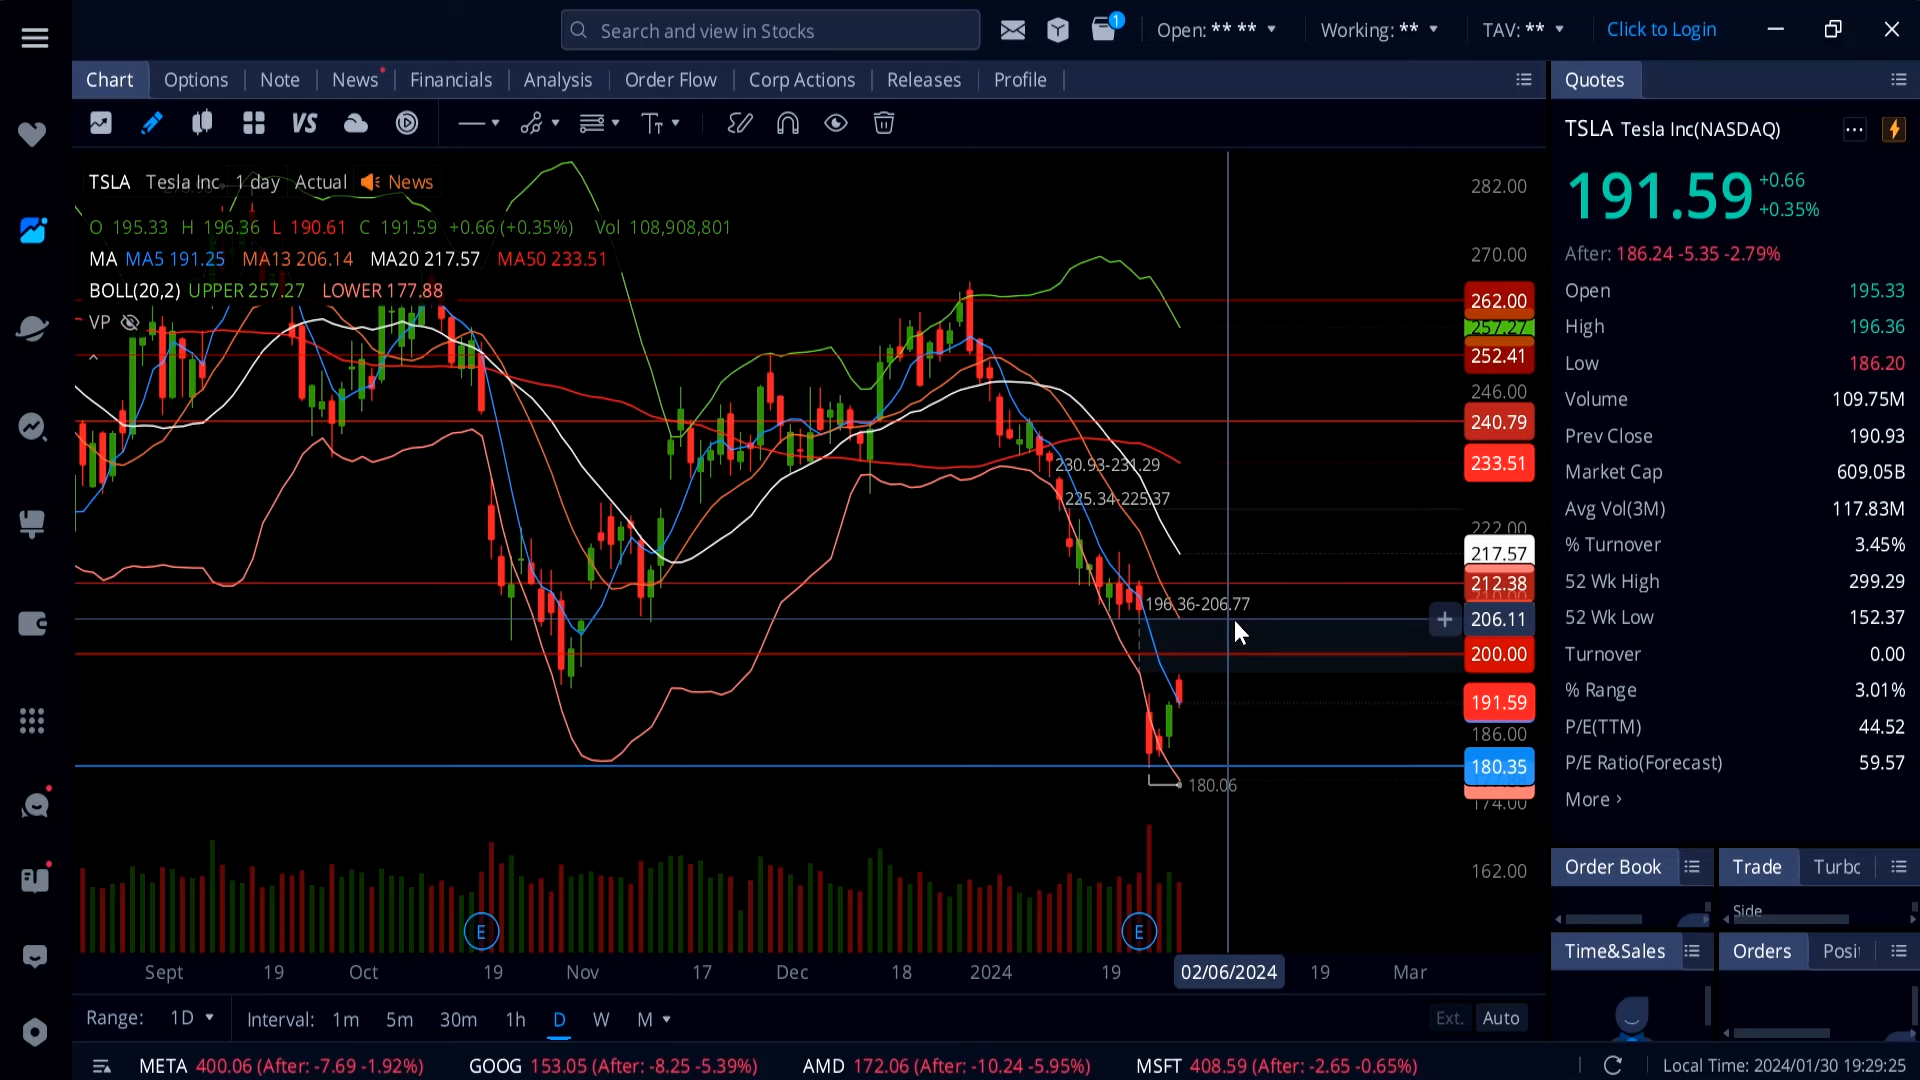 Search and view in Stocks
1
Open: ** **
Working: **
TAV: **
Click to Login
Chart
Options
Note
News
Financials
Analysis
Order Flow
Corp Actions
Releases
Profile
Quotes
VS
TSLA Tesla Inc 1 day Actual News
O 195.33 H 196.36 L 190.61 C 191.59 +0.66 (+0.35%) Vol 108,908,801
MA MA5 191.25 MA13 206.14 MA20 217.57 MA50 233.51
BOLL(20,2) UPPER 257.27 LOWER 177.88
VP
282.00
270.00
262.00
257.27
252.41
246.00
240.79
233.51
222.00
217.57
212.38
206.11
200.00
191.59
186.00
180.35
174.00
162.00
230.93-231.29
225.34-225.37
196.36-206.77
180.06
E
E
Sept
19
Oct
19
Nov
17
Dec
18
2024
19
02/06/2024
19
Mar
Range: 1D
Interval: 1m 5m 30m 1h D W M
Ext.
Auto
TSLA Tesla Inc(NASDAQ)
191.59
+0.66
+0.35%
After: 186.24 -5.35 -2.79%
Open 195.33
High 196.36
Low 186.20
Volume 109.75M
Prev Close 190.93
Market Cap 609.05B
Avg Vol(3M) 117.83M
% Turnover 3.45%
52 Wk High 299.29
52 Wk Low 152.37
Turnover 0.00
% Range 3.01%
P/E(TTM) 44.52
P/E Ratio(Forecast) 59.57
More
Order Book
Trade
Turbo
Side
Time&Sales
Orders
Posi
META 400.06 (After: -7.69 -1.92%)
GOOG 153.05 (After: -8.25 -5.39%)
AMD 172.06 (After: -10.24 -5.95%)
MSFT 408.59 (After: -2.65 -0.65%)
Local Time: 2024/01/30 19:29:25